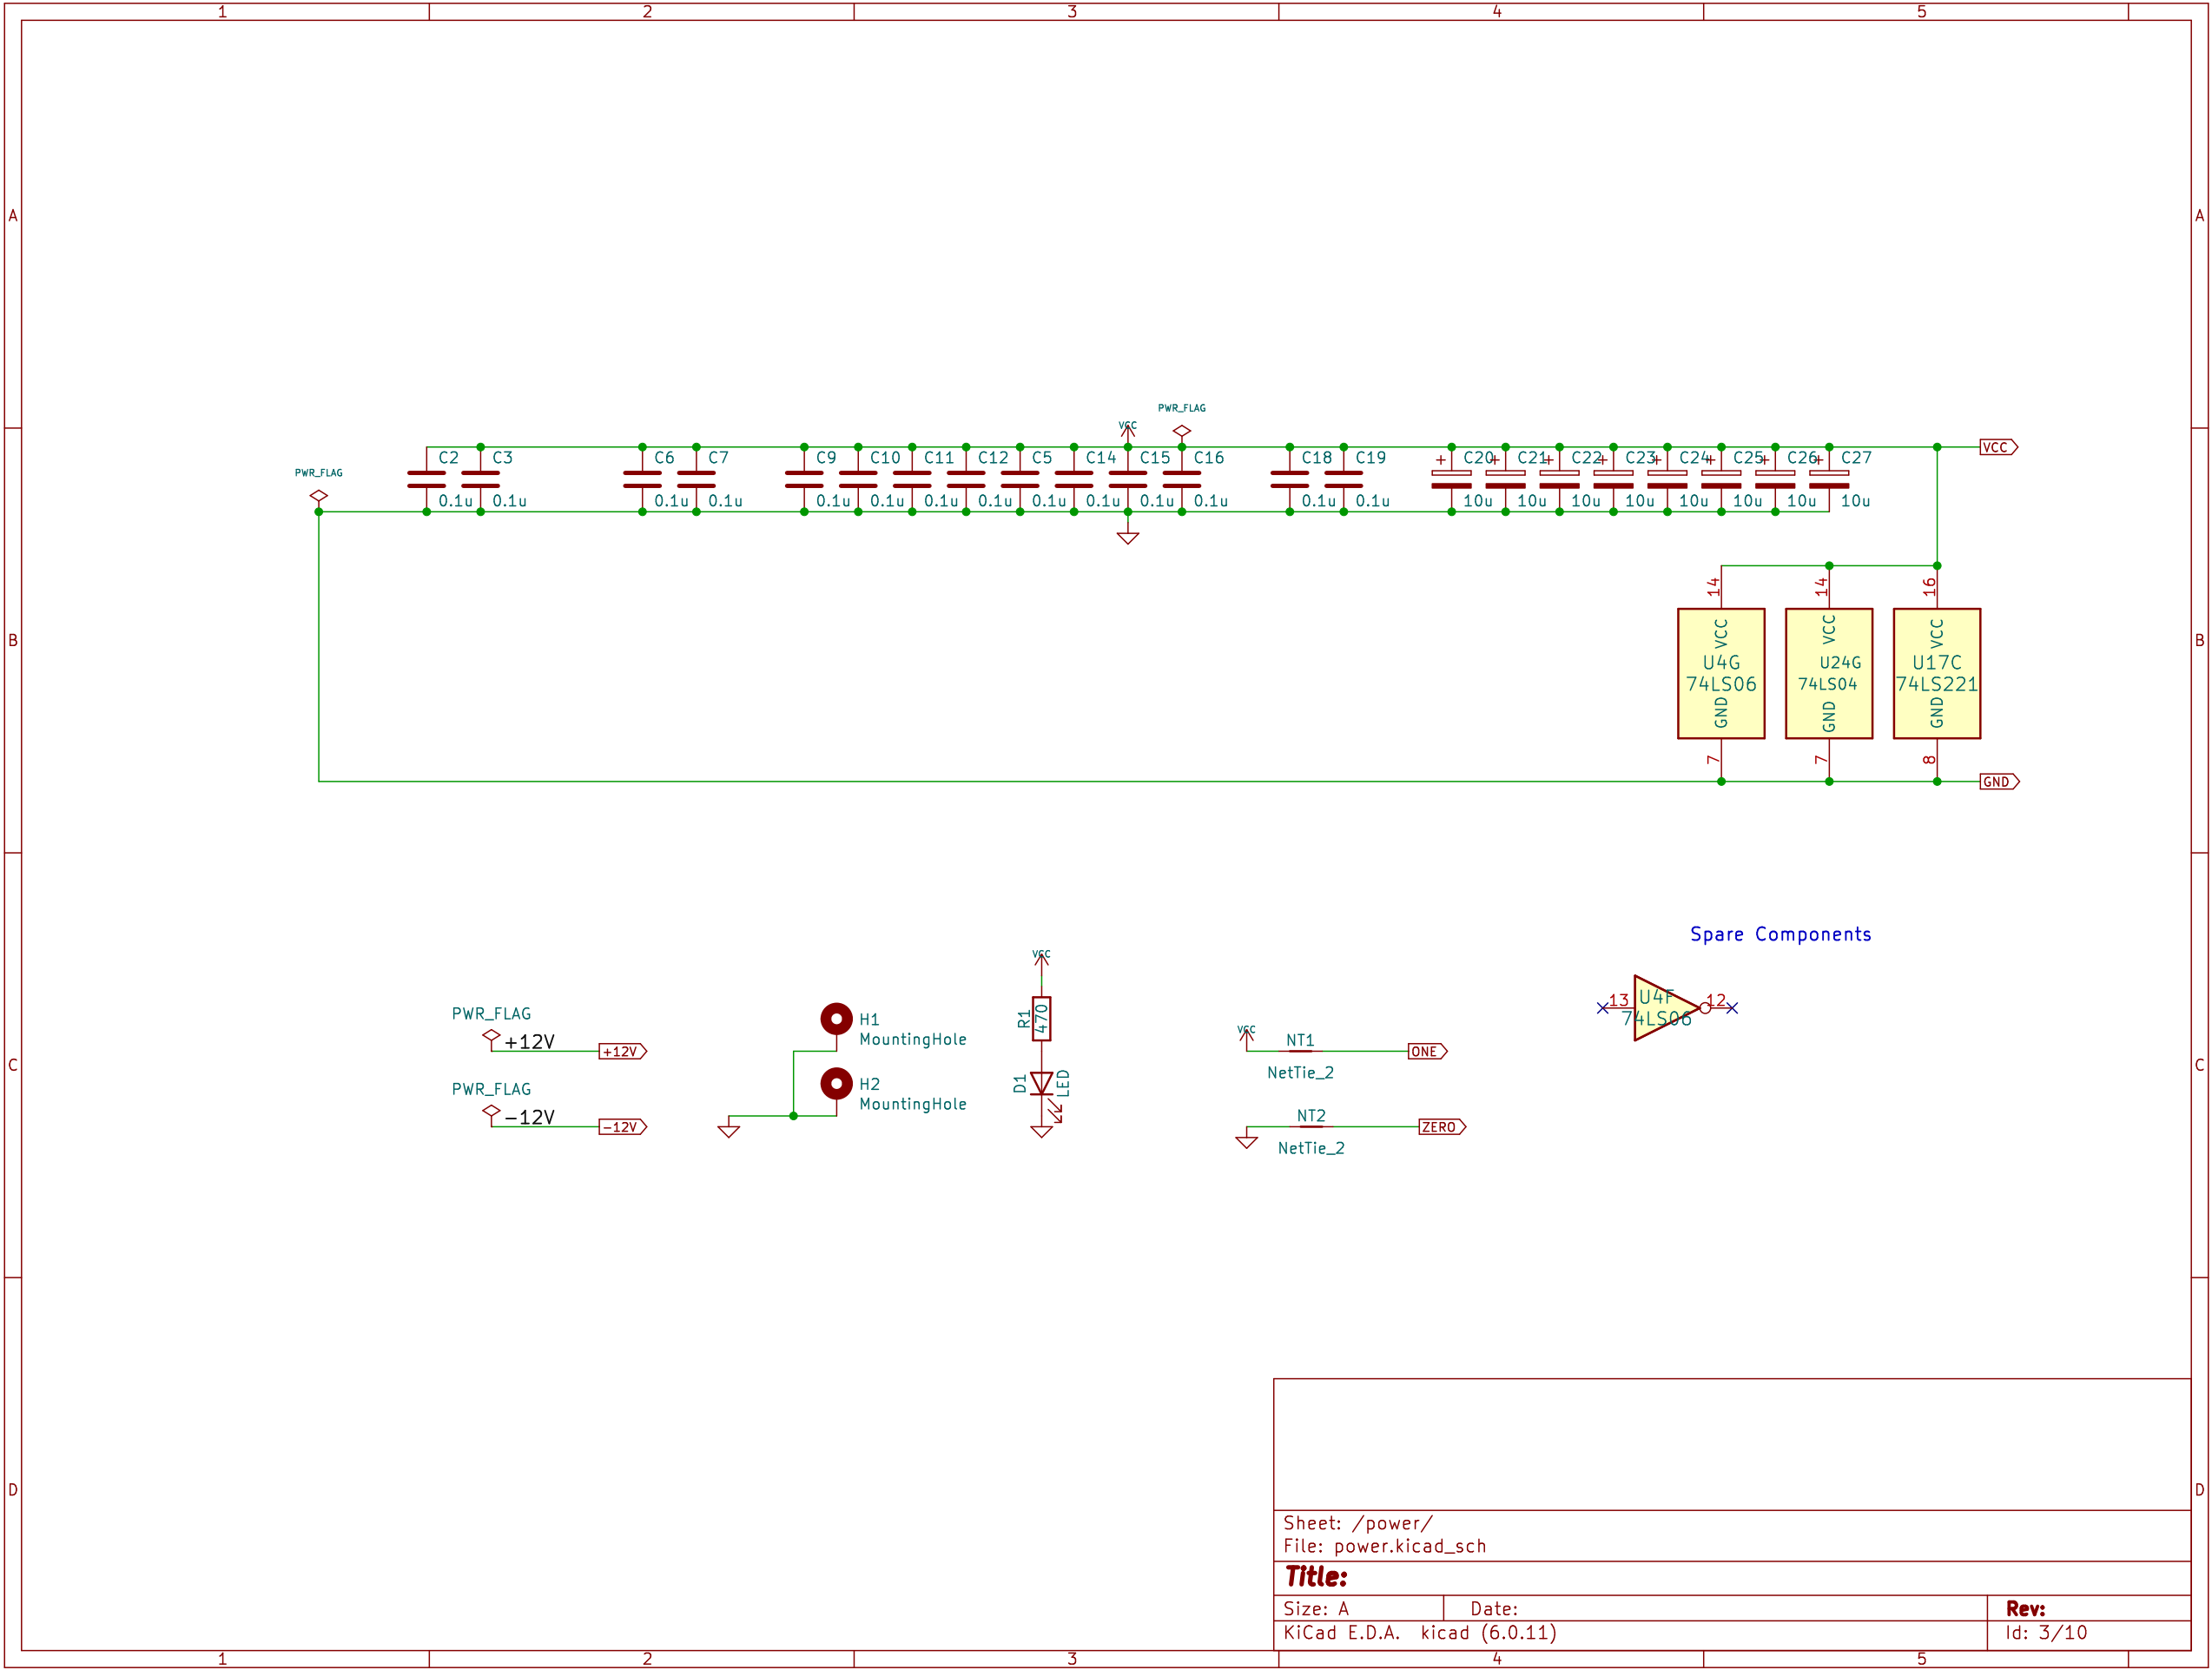 1 2 3 4 5
A A
PWR_FLAG
VCC
PWR_FLAG
C2 C3 C6 C7 C9 C10 C11 C12 C5 C14 C15 C16 C18 C19 C20 C21 C22 C23 C24 C25 C26 C27 VCC
+ + + + + + + +
0.1u 0.1u 0.1u 0.1u 0.1u 0.1u 0.1u 0.1u 0.1u 0.1u 0.1u 0.1u 0.1u 0.1u 10u 10u 10u 10u 10u 10u 10u 10u
14 14 16
VCC VCC VCC
B B
U4G U24G U17C
74LS06 74LS04 74LS221
GND GND GND
7 7 8
GND
Spare Components
VCC
PWR_FLAG
+12V
+12V
PWR_FLAG
-12V
-12V
H1
MountingHole
H2
MountingHole
R1
470
D1
LED
VCC
NT1
ONE
NetTie_2
NT2
ZERO
NetTie_2
13 U4F 12
74LS06
C C
D D
Sheet: /power/
File: power.kicad_sch
Title:
Size: A Date: Rev:
KiCad E.D.A. kicad (6.0.11) Id: 3/10
1 2 3 4 5